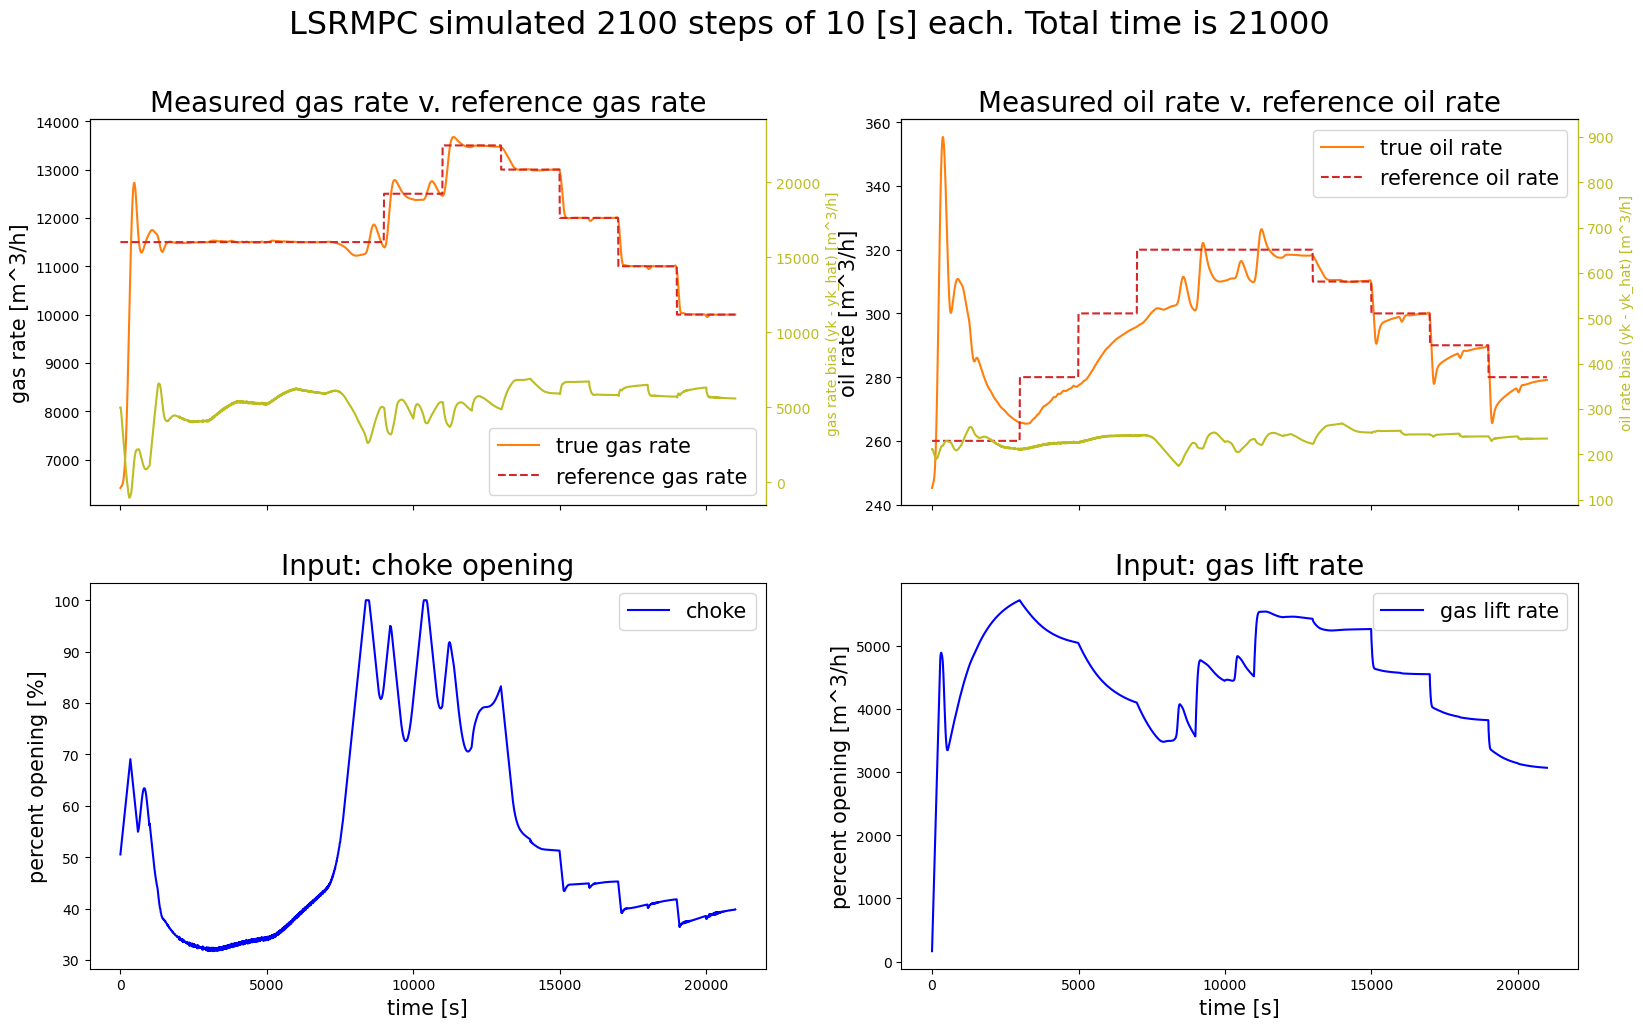 LSRMPC simulated 2100 steps of 10 [s] each. Total time is 21000
Measured gas rate v. reference gas rate
14000
13000
12000
11000
10000
9000
8000
7000
gas rate [m^3/h]
20000
15000
10000
5000
0
gas rate bias (yk - yk_hat) [m^3/h]
true gas rate
reference gas rate
Measured oil rate v. reference oil rate
360
340
320
300
280
260
240
oil rate [m^3/h]
900
800
700
600
500
400
300
200
100
oil rate bias (yk - yk_hat) [m^3/h]
true oil rate
reference oil rate
Input: choke opening
100
90
80
70
60
50
40
30
percent opening [%]
choke
0 5000 10000 15000 20000
time [s]
Input: gas lift rate
5000
4000
3000
2000
1000
0
percent opening [m^3/h]
gas lift rate
0 5000 10000 15000 20000
time [s]